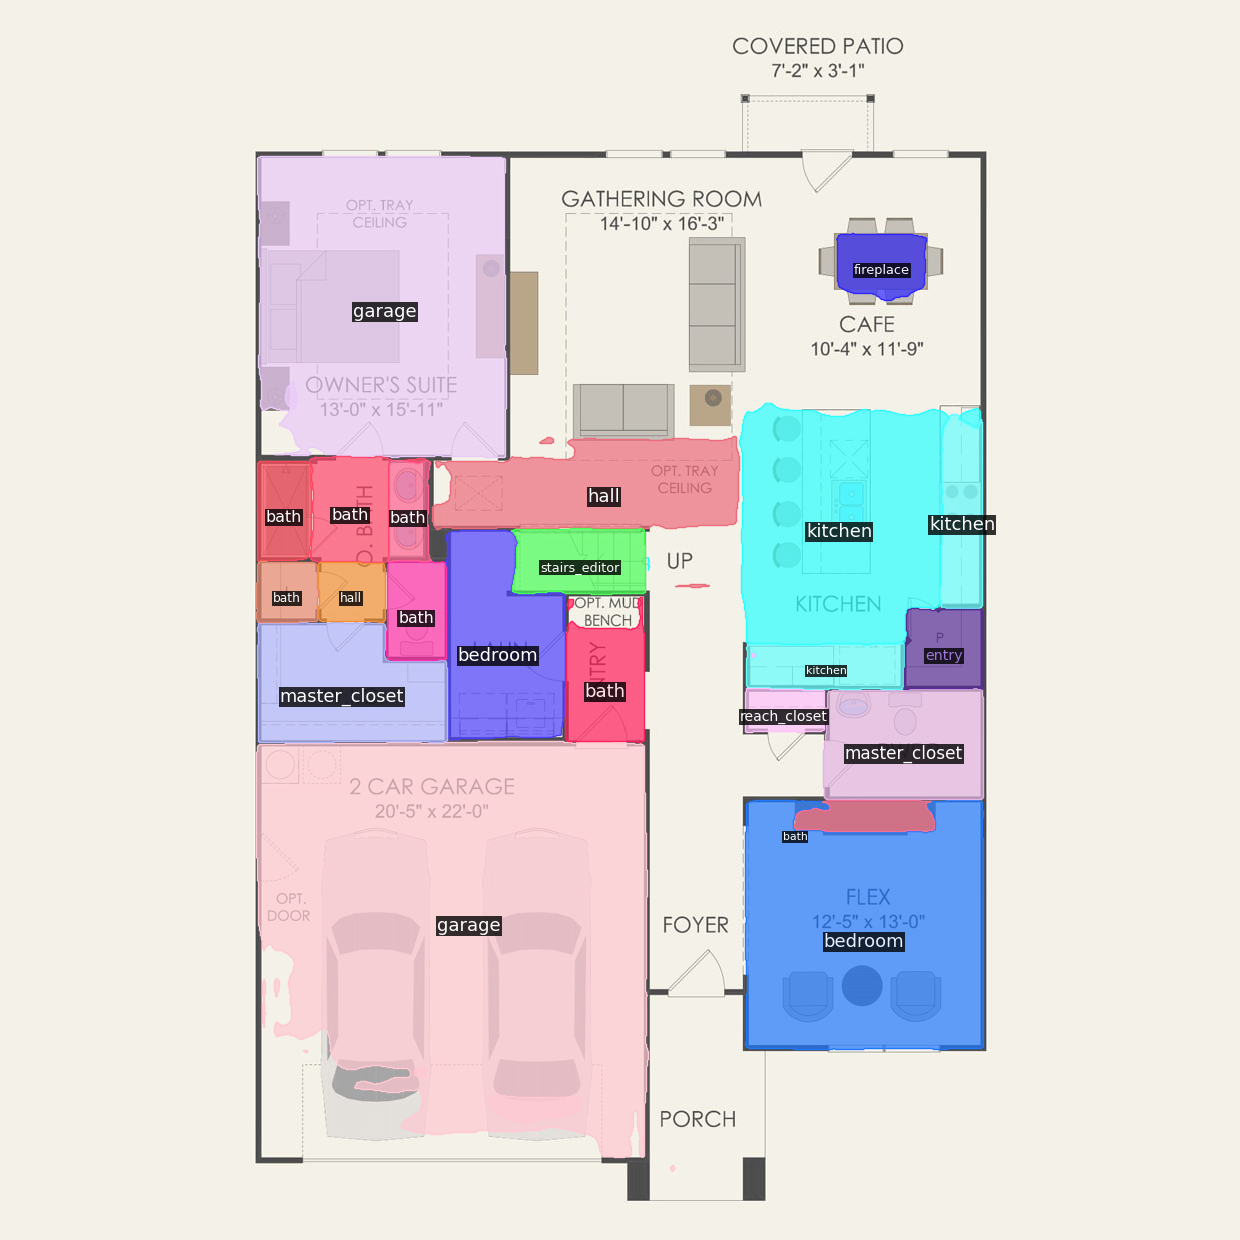 COVERED PATIO
7'-2" x 3'-1"
OPT. TRAY
CEILING
GATHERING ROOM
14'-10" x 16'-3"
fireplace
garage
CAFE
10'-4" x 11'-9"
OWNER'S SUITE
13'-0" x 15'-11"
OPT. TRAY
CEILING
hall
bath
bath
bath
O. BATH
kitchen
kitchen
UP
stairs_editor
bath
hall
bath
KITCHEN
OPT. MUD
BENCH
bedroom
P
entry
kitchen
bath
master_closet
reach_closet
master_closet
2 CAR GARAGE
20'-5" x 22'-0"
bath
OPT.
DOOR
garage
FOYER
FLEX
12'-5" x 13'-0"
bedroom
PORCH